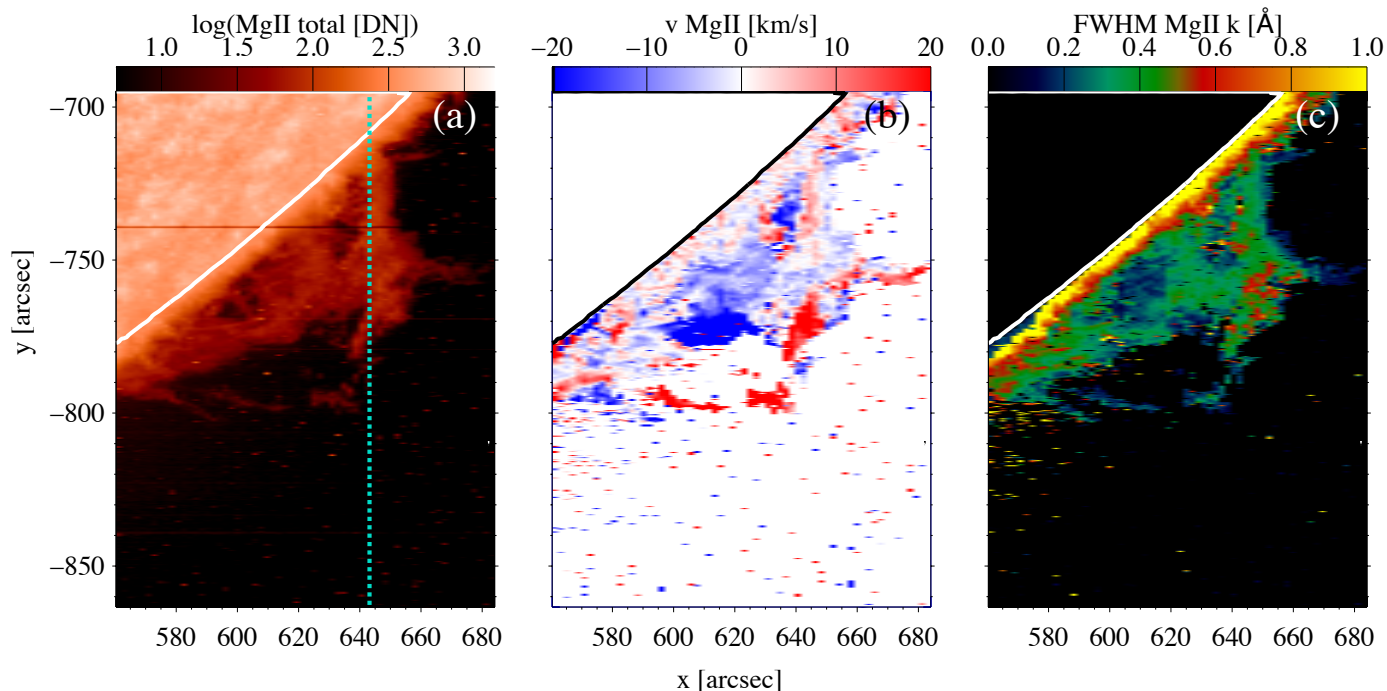 log(MgII total [DN]) v MgII [km/s] FWHM MgII k [Å]
1.0 1.5 2.0 2.5 3.0 −20 −10 0 10 20 0.0 0.2 0.4 0.6 0.8 1.0
(a) (b) (c)
−700
−750
−800
−850
y [arcsec]
580 600 620 640 660 680 580 600 620 640 660 680 580 600 620 640 660 680
x [arcsec]